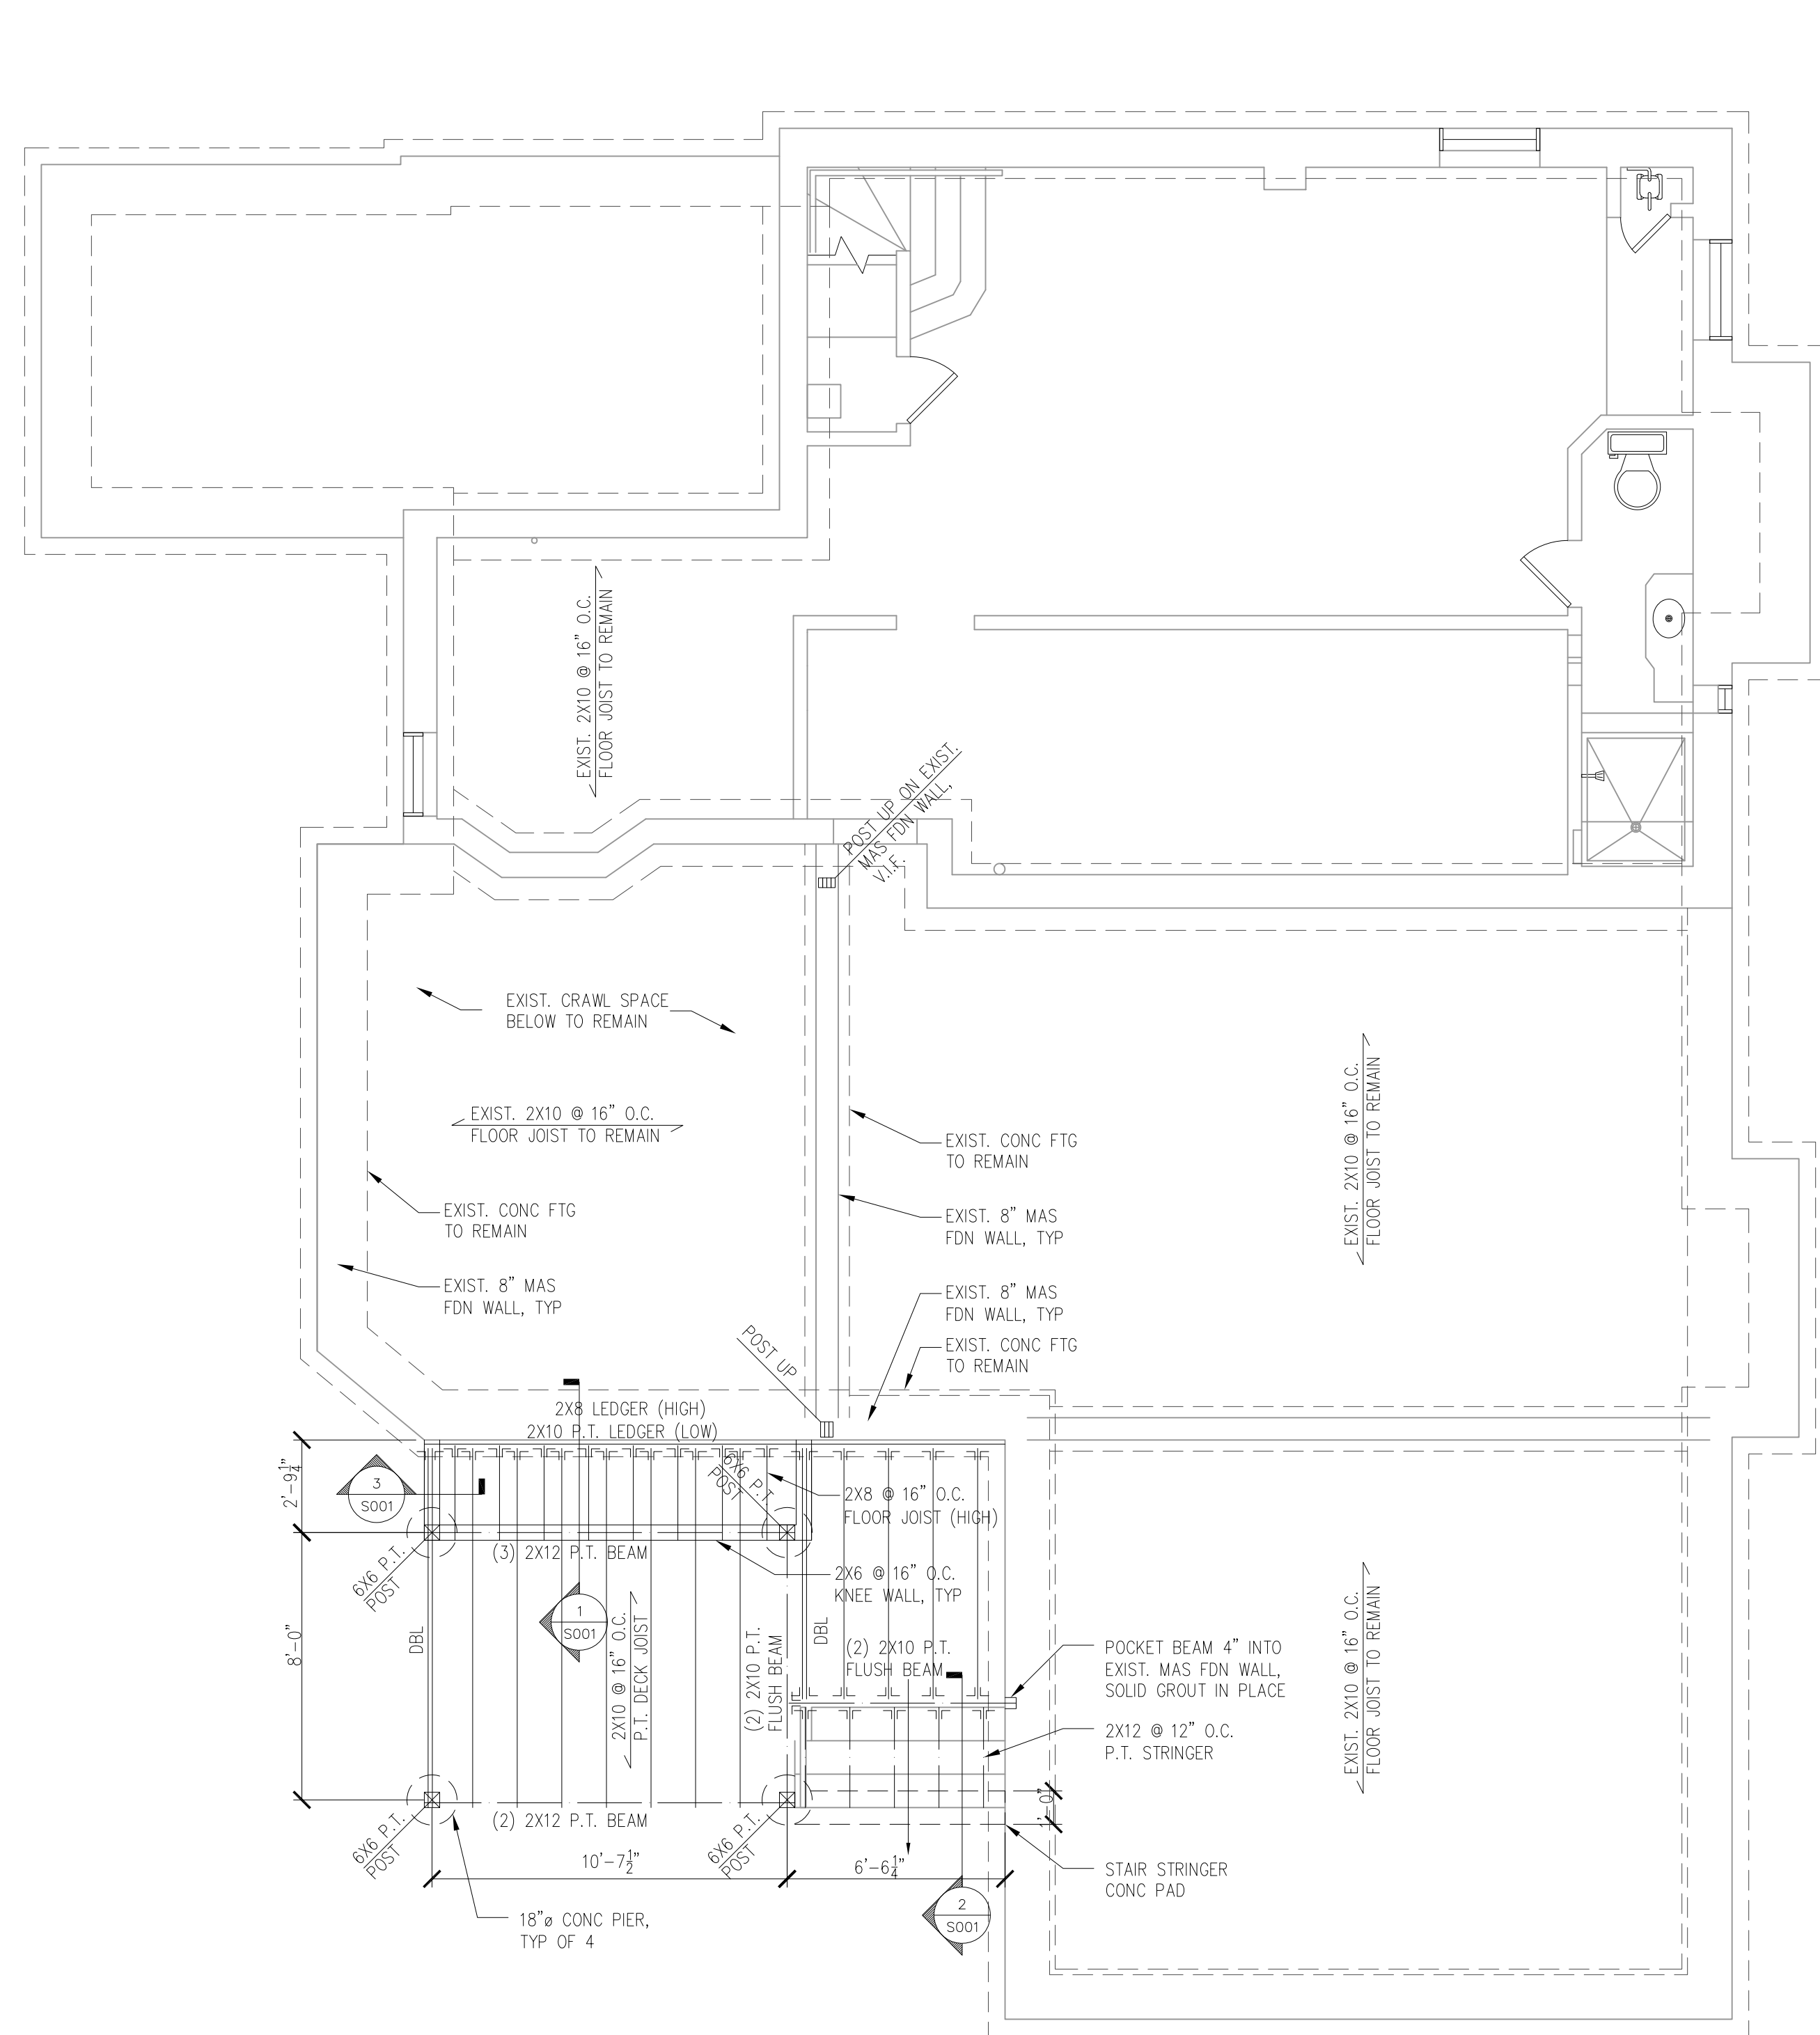 EXIST. 2X10 @ 16" O.C.
FLOOR JOIST TO REMAIN
POST UP ON EXIST.
MAS FDN WALL,
V.I.F.
EXIST. CRAWL SPACE
BELOW TO REMAIN
EXIST. 2X10 @ 16" O.C.
FLOOR JOIST TO REMAIN
EXIST. CONC FTG
TO REMAIN
EXIST. 8" MAS
FDN WALL, TYP
EXIST. CONC FTG
TO REMAIN
EXIST. 8" MAS
FDN WALL, TYP
EXIST. 8" MAS
FDN WALL, TYP
EXIST. CONC FTG
TO REMAIN
EXIST. 2X10 @ 16" O.C.
FLOOR JOIST TO REMAIN
POST UP
2X8 LEDGER (HIGH)
2X10 P.T. LEDGER (LOW)
2'-9¼"
3
S001
6X6 P.T.
POST
2X8 @ 16" O.C.
FLOOR JOIST (HIGH)
(3) 2X12 P.T. BEAM
6X6 P.T.
POST
2X6 @ 16" O.C.
KNEE WALL, TYP
1
S001
8'-0"
DBL
2X10 @ 16" O.C.
P.T. DECK JOIST
(2) 2X10 P.T.
FLUSH BEAM
DBL
(2) 2X10 P.T.
FLUSH BEAM
POCKET BEAM 4" INTO
EXIST. MAS FDN WALL,
SOLID GROUT IN PLACE
2X12 @ 12" O.C.
P.T. STRINGER
EXIST. 2X10 @ 16" O.C.
FLOOR JOIST TO REMAIN
1'-0"
(2) 2X12 P.T. BEAM
6X6 P.T.
POST
6X6 P.T.
POST
10'-7½"
6'-6¼"
STAIR STRINGER
CONC PAD
2
S001
18"ø CONC PIER,
TYP OF 4